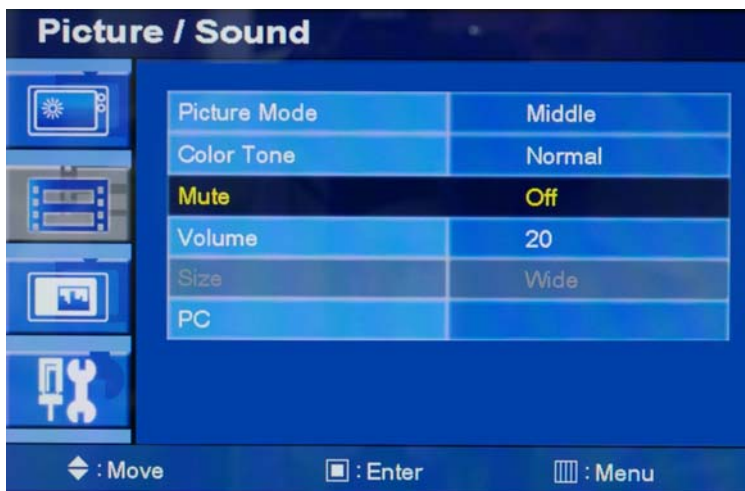 Picture / Sound
Picture Mode Middle
Color Tone Normal
Mute Off
Volume 20
Size Wide
PC
: Move : Enter : Menu